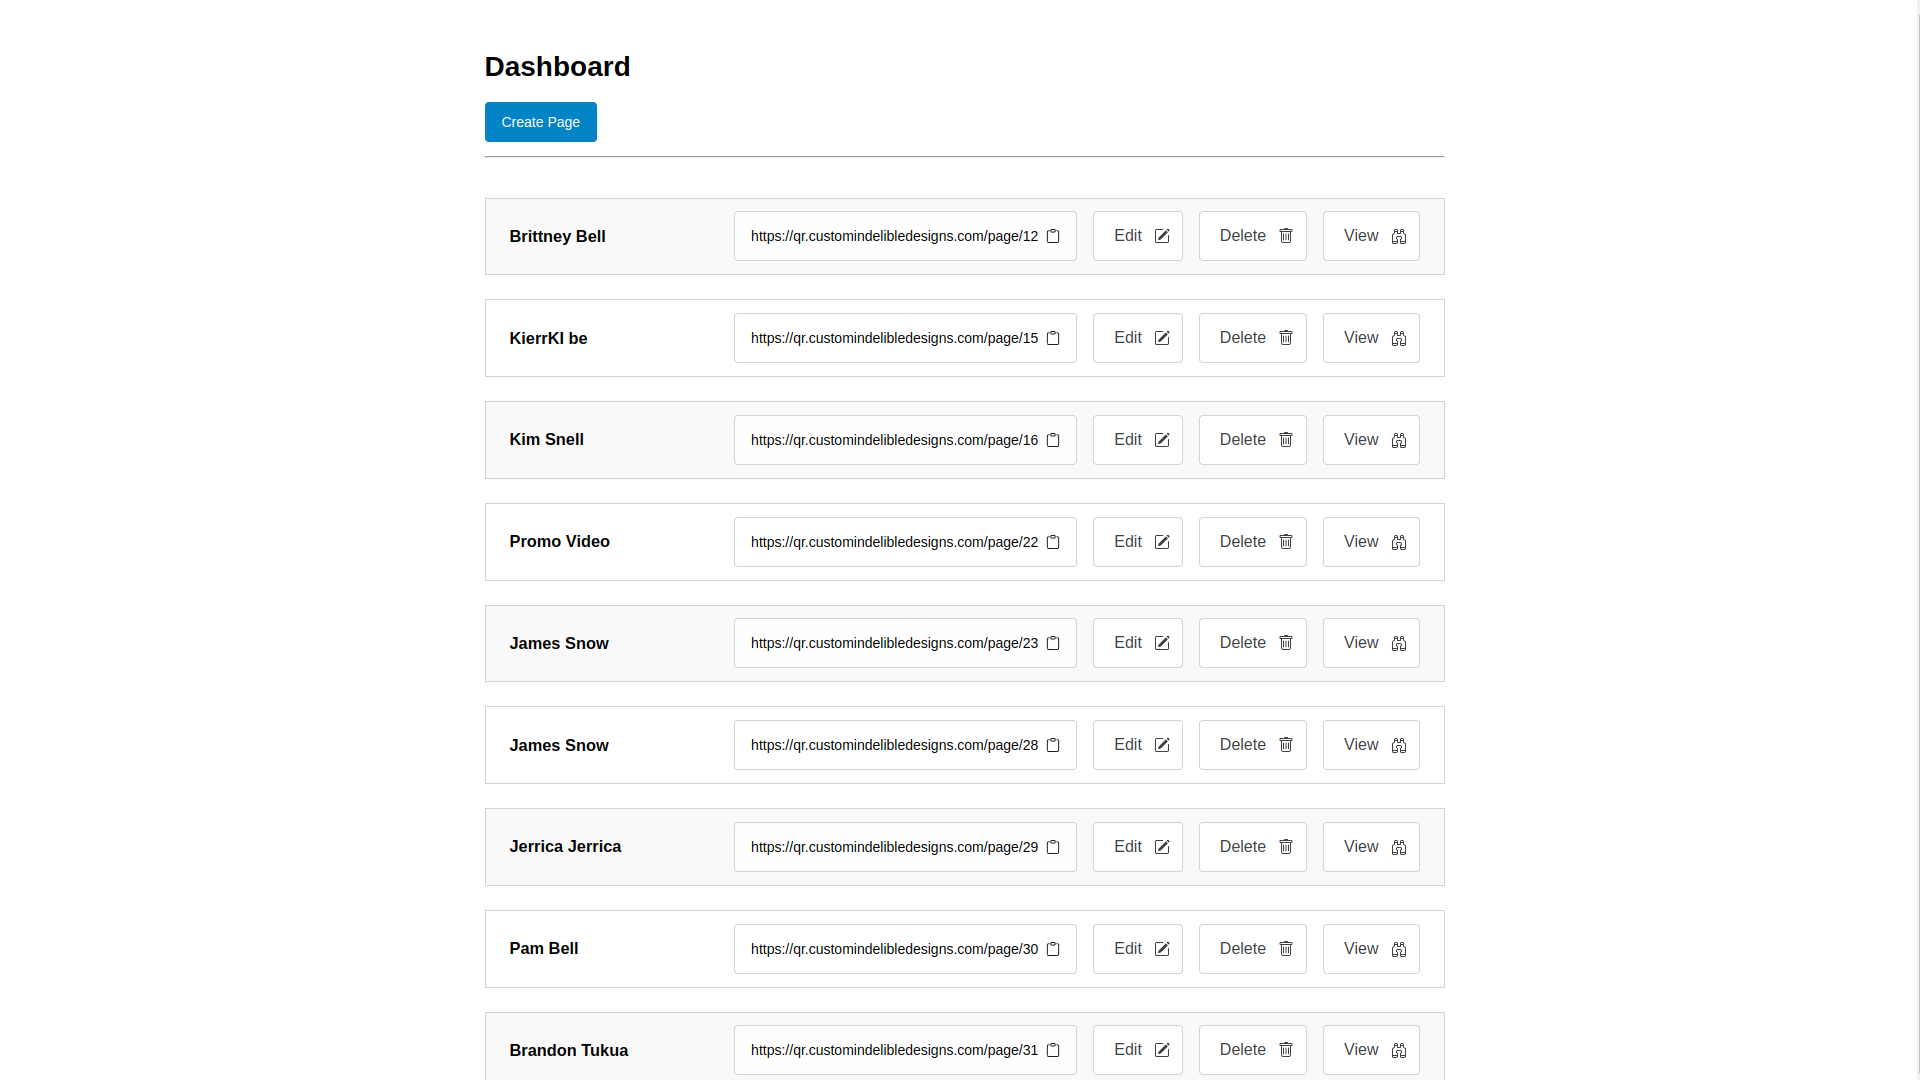 Dashboard
Create Page
Brittney Bell https://qr.customindelibledesigns.com/page/12 Edit Delete View
KierrKI be https://qr.customindelibledesigns.com/page/15 Edit Delete View
Kim Snell https://qr.customindelibledesigns.com/page/16 Edit Delete View
Promo Video https://qr.customindelibledesigns.com/page/22 Edit Delete View
James Snow https://qr.customindelibledesigns.com/page/23 Edit Delete View
James Snow https://qr.customindelibledesigns.com/page/28 Edit Delete View
Jerrica Jerrica https://qr.customindelibledesigns.com/page/29 Edit Delete View
Pam Bell https://qr.customindelibledesigns.com/page/30 Edit Delete View
Brandon Tukua https://qr.customindelibledesigns.com/page/31 Edit Delete View